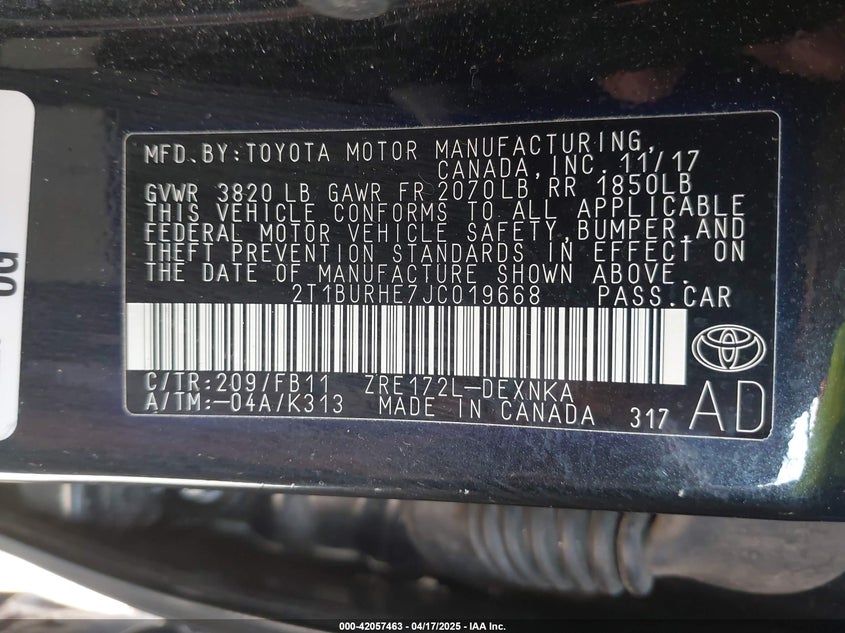 MFD.BY:TOYOTA MOTOR MANUFACTURING,
CANADA,INC. 11/17
GVWR 3820 LB GAWR FR 2070LB RR 1850LB
THIS VEHICLE CONFORMS TO ALL APPLICABLE
FEDERAL MOTOR VEHICLE SAFETY,BUMPER,AND
THEFT PREVENTION STANDARDS IN EFFECT ON
THE DATE OF MANUFACTURE SHOWN ABOVE.
2T1BURHE7JC019668 PASS.CAR
C/TR:209/FB11 ZRE172L-DEXNKA
A/TM:-04A/K313 MADE IN CANADA 317 AD
000-42057463 - 04/17/2025 - IAA Inc.